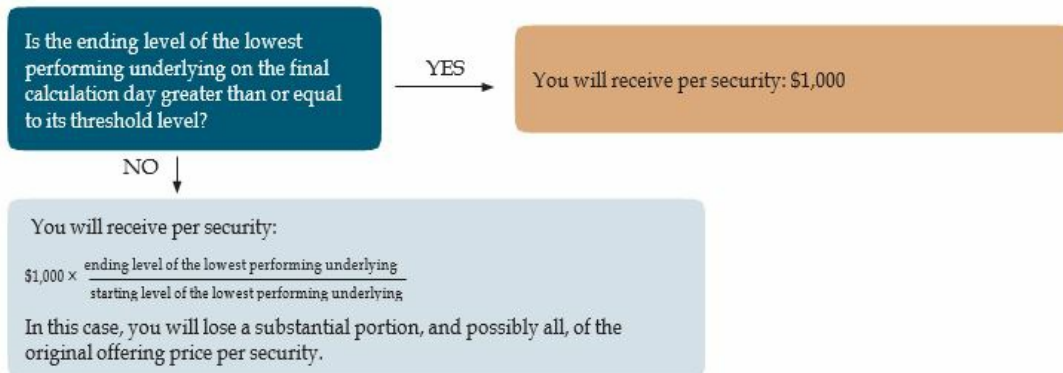 Is the ending level of the lowest
performing underlying on the final
calculation day greater than or equal
to its threshold level?
YES
You will receive per security: $1,000
NO
You will receive per security:
$1,000 × ending level of the lowest performing underlying
starting level of the lowest performing underlying
In this case, you will lose a substantial portion, and possibly all, of the
original offering price per security.